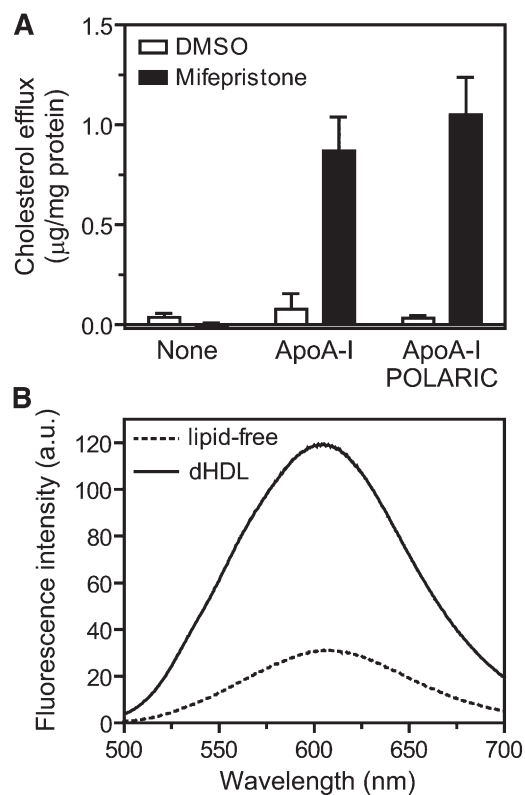 A
1.5
1.0
0.5
0.0
Cholesterol efflux
(μg/mg protein)
DMSO
Mifepristone
None
ApoA-I
ApoA-I
POLARIC
B
120
100
80
60
40
20
0
Fluorescence intensity (a.u.)
lipid-free
dHDL
500
550
600
650
700
Wavelength (nm)